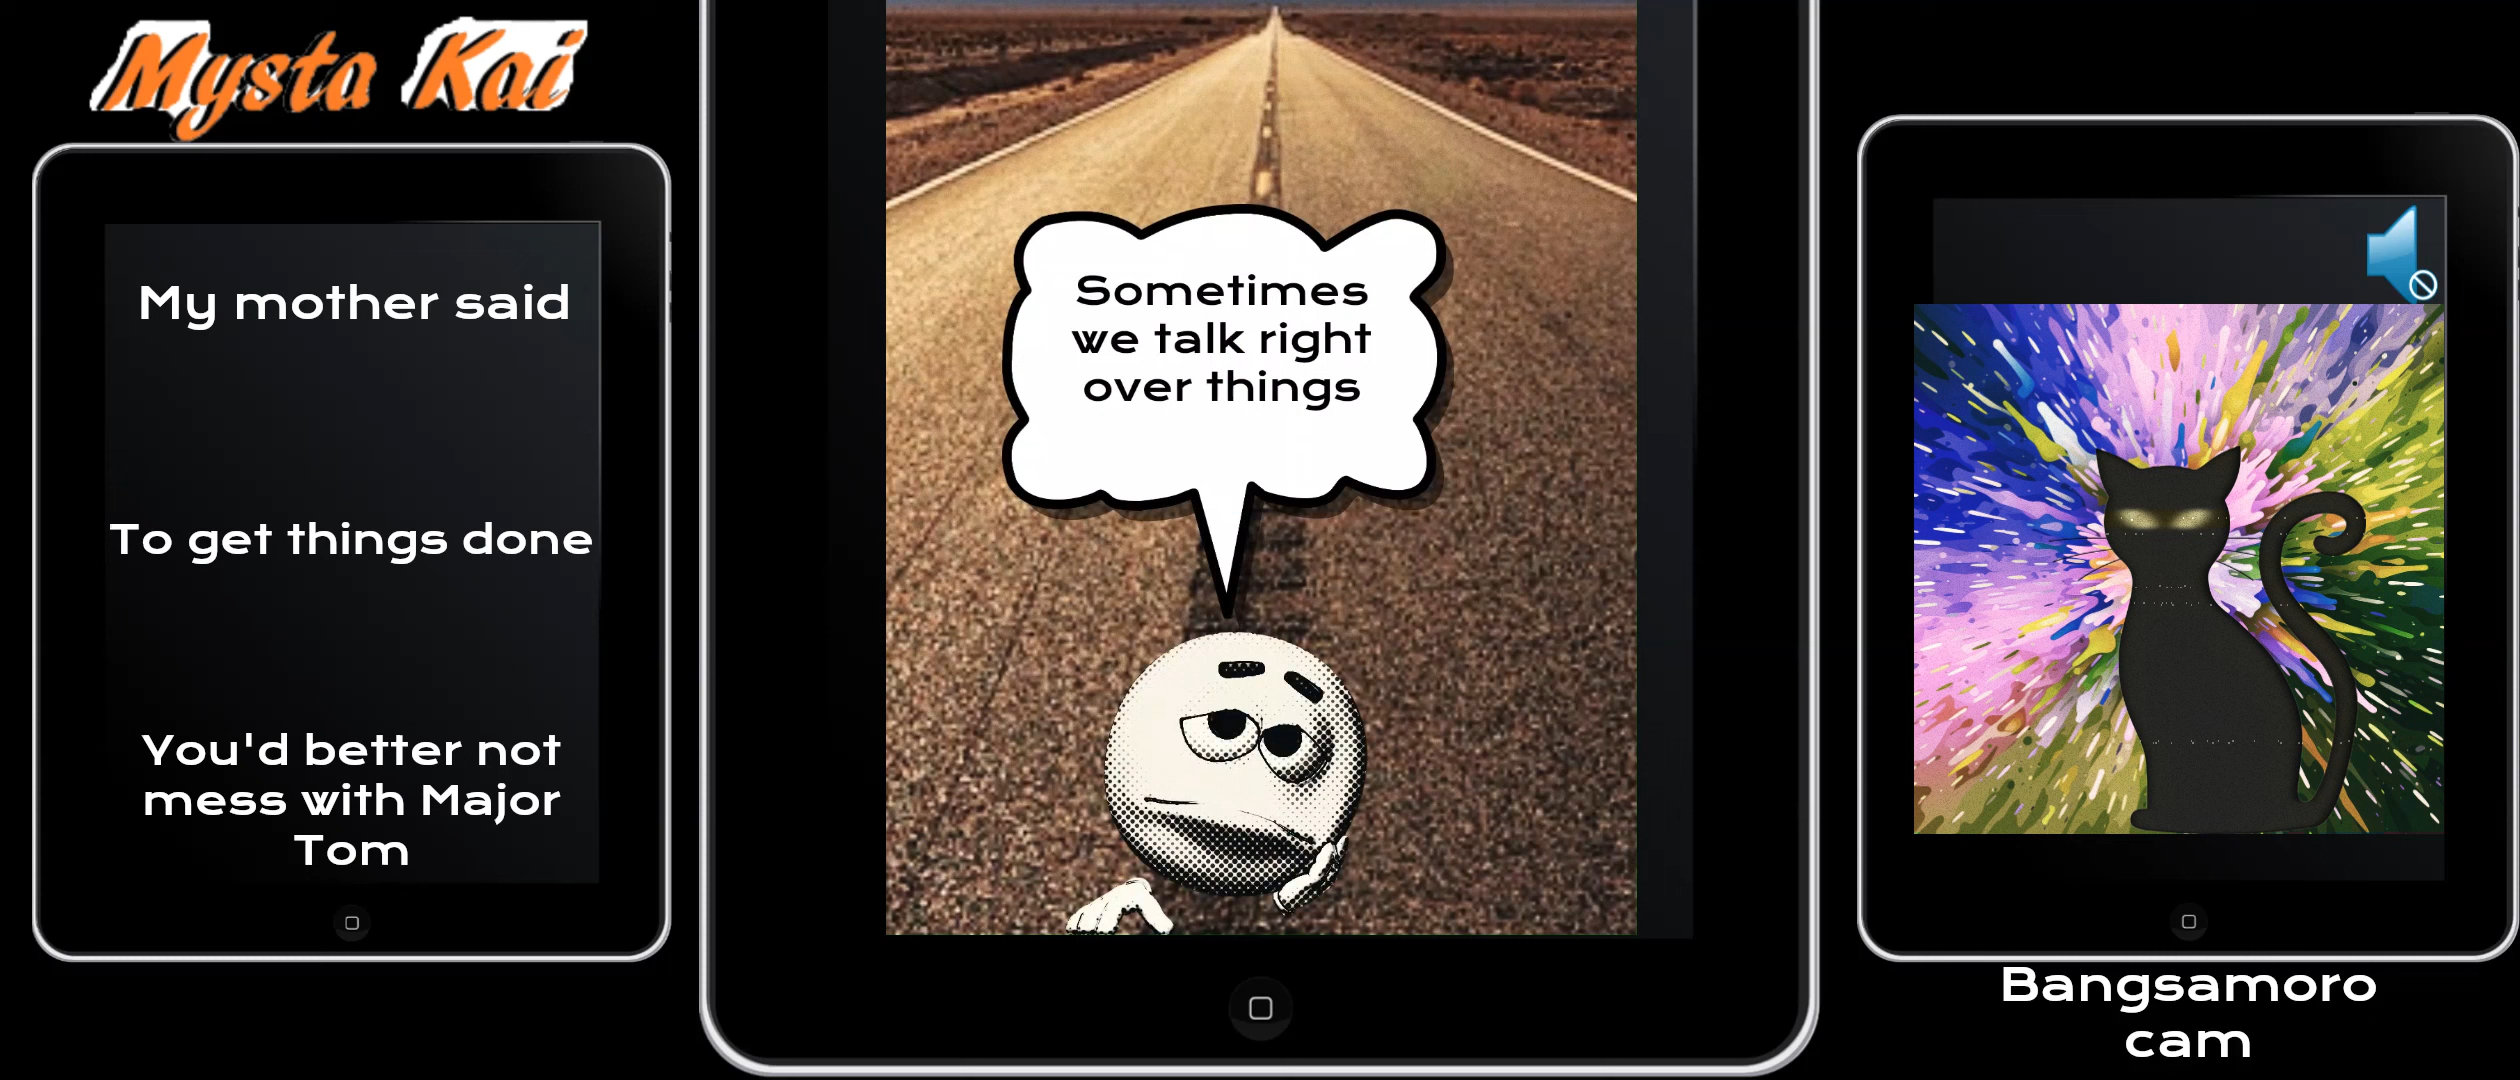 Mysta Kai
My mother said
To get things done
You'd better not
mess with Major
Tom
Sometimes
we talk right
over things
Bangsamoro
cam